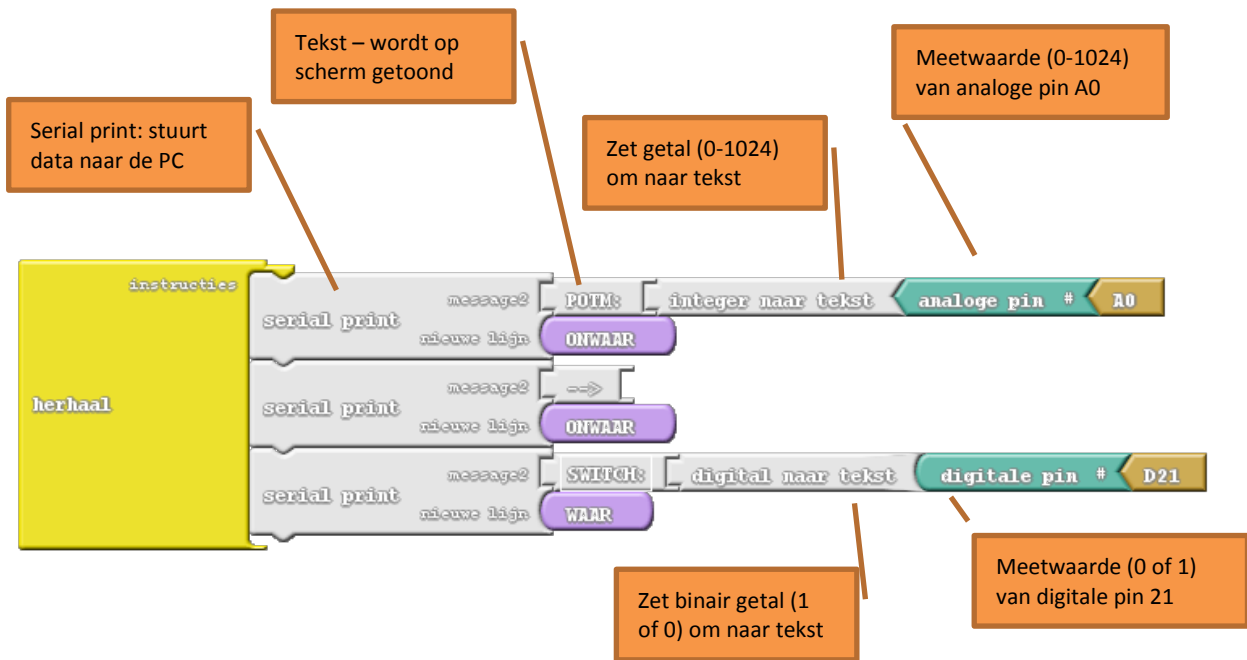 Tekst – wordt op
scherm getoond
Meetwaarde (0-1024)
van analoge pin A0
Serial print: stuurt
data naar de PC
Zet getal (0-1024)
om naar tekst
herhaal
instructies
serial print
message2
POTM:
integer naar tekst
analoge pin #
A0
nieuwe lijn
ONWAAR
serial print
message2
-->
nieuwe lijn
ONWAAR
serial print
message2
SWITCH:
digital naar tekst
digitale pin #
D21
nieuwe lijn
WAAR
Zet binair getal (1
of 0) om naar tekst
Meetwaarde (0 of 1)
van digitale pin 21